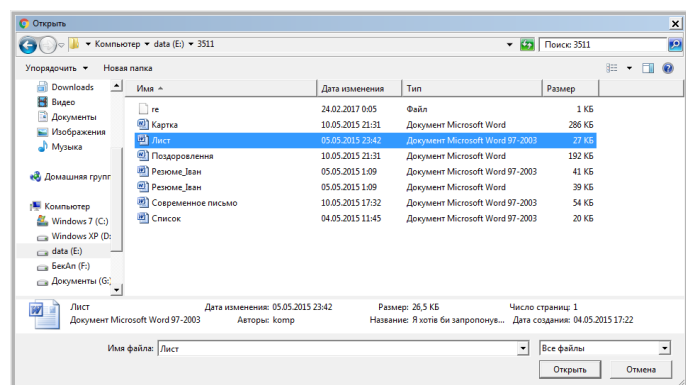 Открыть
Компьютер data (E:) 3511
Поиск: 3511
Упорядочить Новая папка
Downloads
Видео
Документы
Изображения
Музыка
Домашняя групп
Компьютер
Windows 7 (C:)
Windows XP (D:
data (E:)
БекАп (F:)
Документы (G:)
Имя Дата изменения Тип Размер
re 24.02.2017 0:05 Файл 1 КБ
Картка 10.05.2015 21:31 Документ Microsoft Word 286 КБ
Лист 05.05.2015 23:42 Документ Microsoft Word 97-2003 27 КБ
Поздоровлення 10.05.2015 21:31 Документ Microsoft Word 192 КБ
Резюме_Іван 05.05.2015 1:09 Документ Microsoft Word 97-2003 41 КБ
Резюме_Іван 05.05.2015 1:09 Документ Microsoft Word 39 КБ
Современное письмо 10.05.2015 17:32 Документ Microsoft Word 97-2003 54 КБ
Список 04.05.2015 11:45 Документ Microsoft Word 97-2003 20 КБ
Лист Дата изменения: 05.05.2015 23:42 Размер: 26,5 КБ Число страниц: 1
Документ Microsoft Word 97-2003 Авторы: komp Название: Я хотів би запропонув... Дата создания: 04.05.2015 17:22
Имя файла: Лист Все файлы
Открыть Отмена